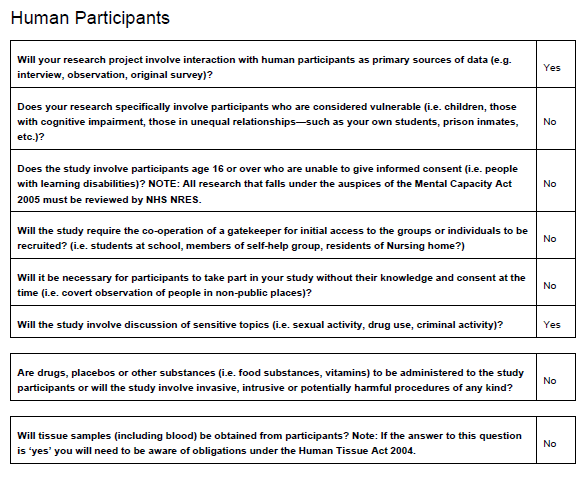 Human Participants
Will your research project involve interaction with human participants as primary sources of data (e.g.
interview, observation, original survey)?
Yes
Does your research specifically involve participants who are considered vulnerable (i.e. children, those
with cognitive impairment, those in unequal relationships—such as your own students, prison inmates,
etc.)?
No
Does the study involve participants age 16 or over who are unable to give informed consent (i.e. people
with learning disabilities)? NOTE: All research that falls under the auspices of the Mental Capacity Act
2005 must be reviewed by NHS NRES.
No
Will the study require the co-operation of a gatekeeper for initial access to the groups or individuals to be
recruited? (i.e. students at school, members of self-help group, residents of Nursing home?)
No
Will it be necessary for participants to take part in your study without their knowledge and consent at the
time (i.e. covert observation of people in non-public places)?
No
Will the study involve discussion of sensitive topics (i.e. sexual activity, drug use, criminal activity)?
Yes
Are drugs, placebos or other substances (i.e. food substances, vitamins) to be administered to the study
participants or will the study involve invasive, intrusive or potentially harmful procedures of any kind?
No
Will tissue samples (including blood) be obtained from participants? Note: If the answer to this question
is ‘yes’ you will need to be aware of obligations under the Human Tissue Act 2004.
No